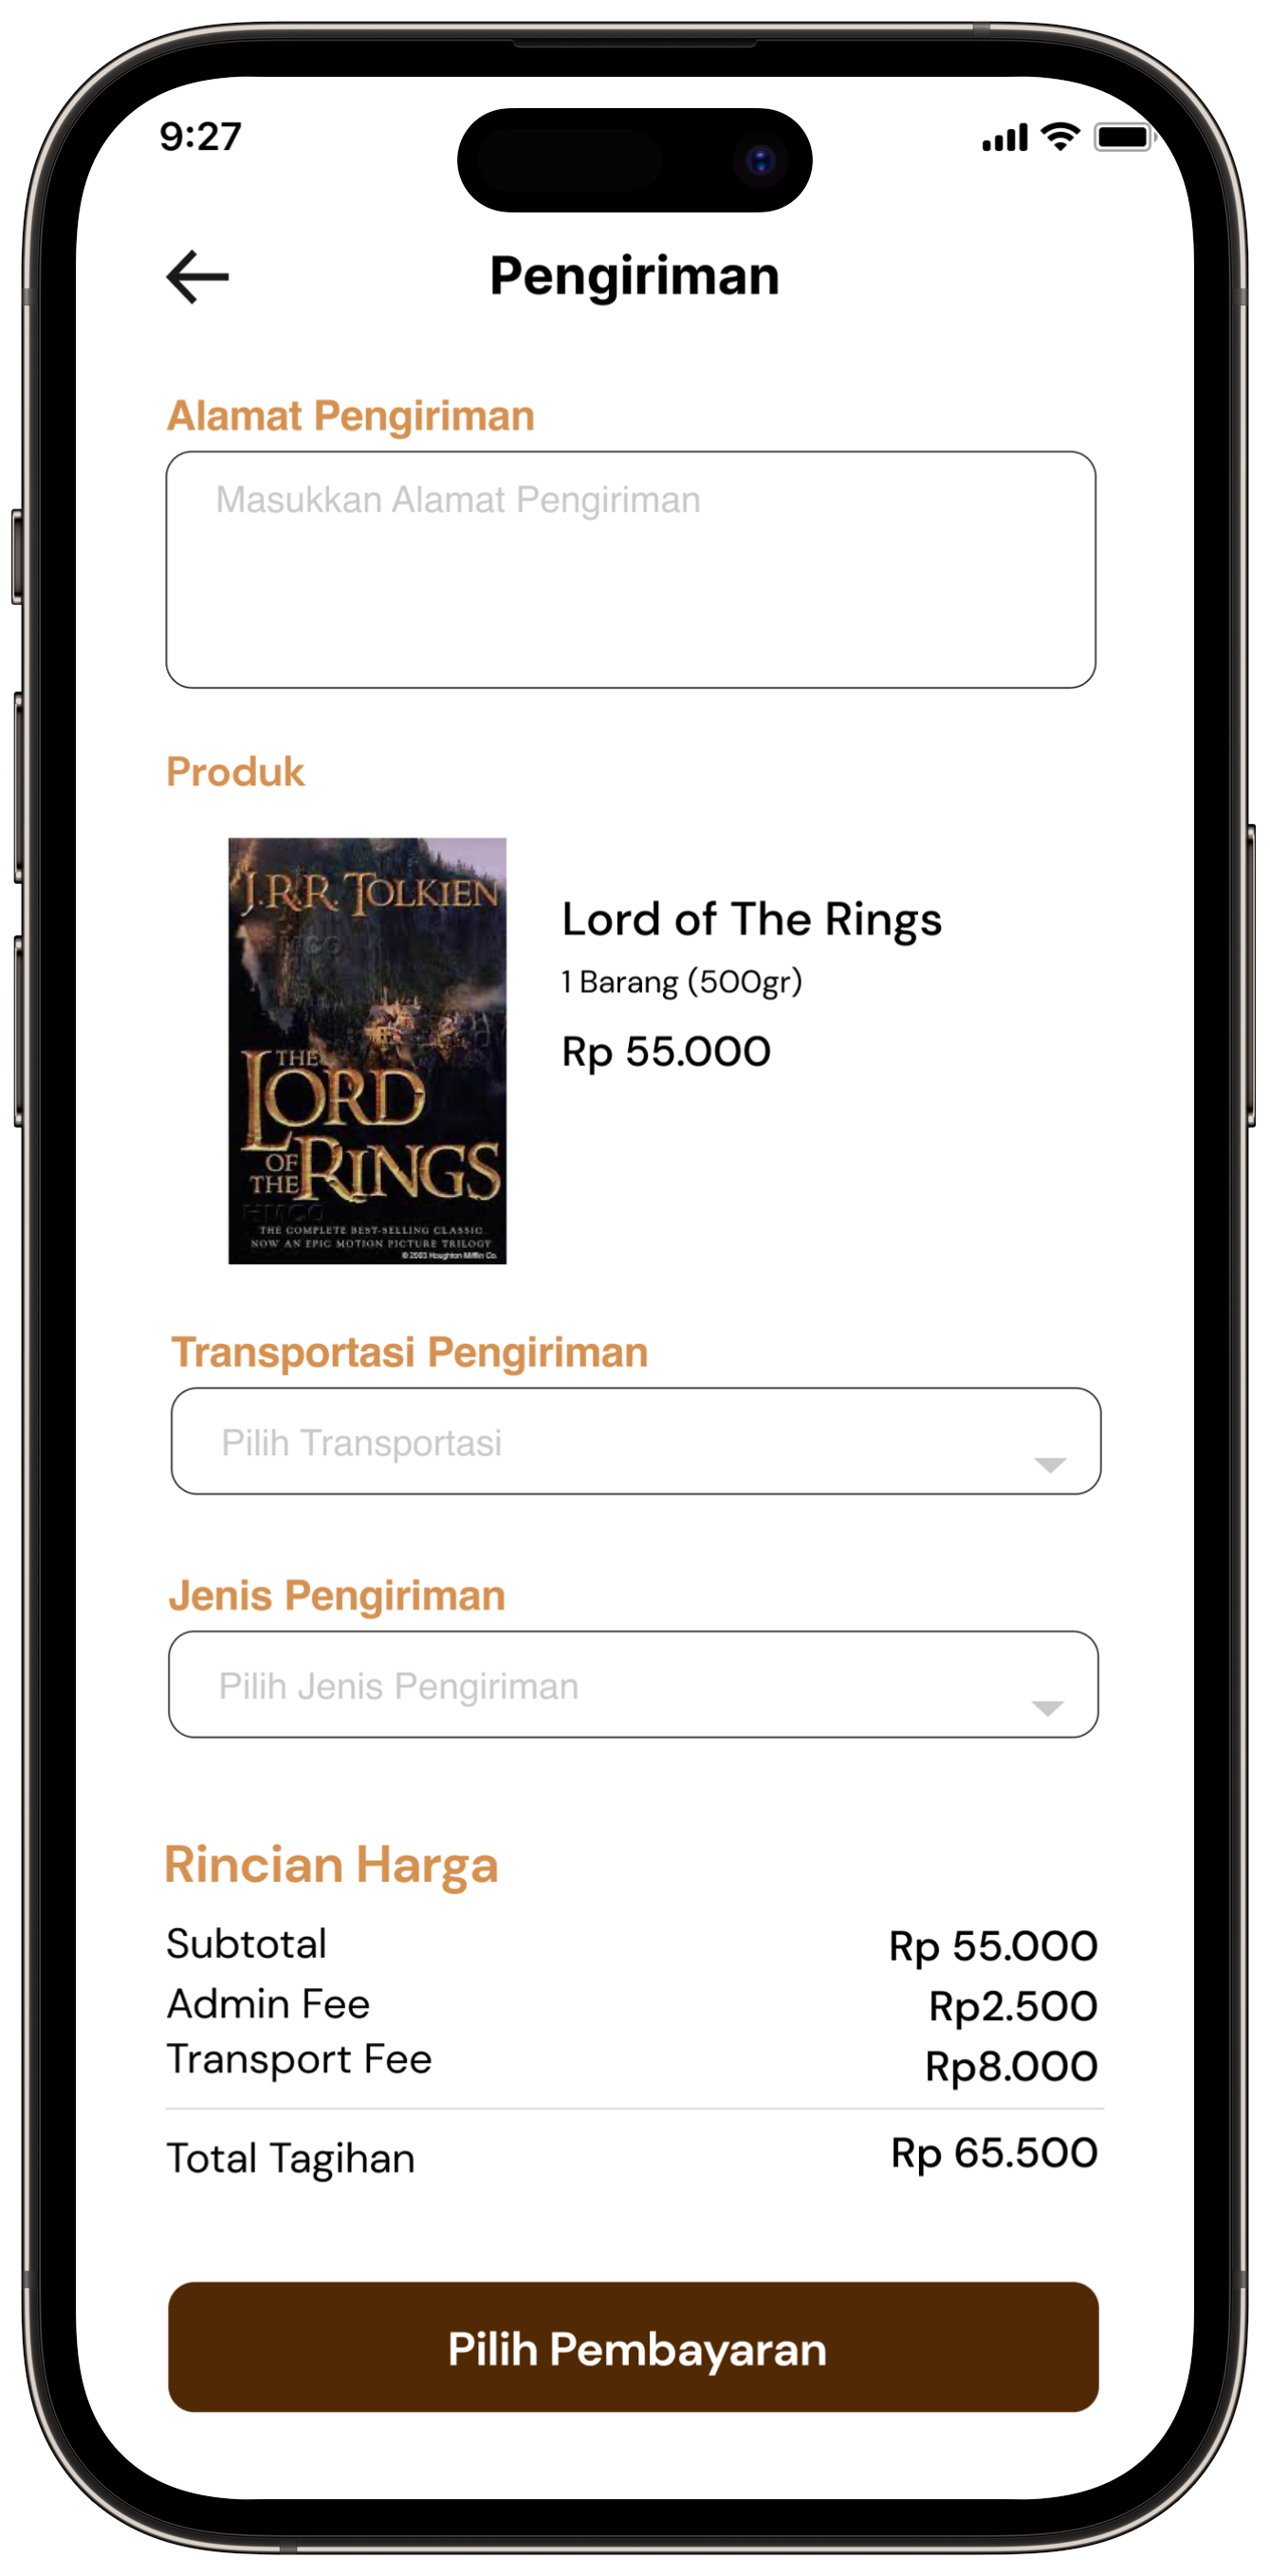 9:27
Pengiriman
Alamat Pengiriman
Masukkan Alamat Pengiriman
Produk
J.R.R. TOLKIEN
HMCO
THE
LORD
OF
THE RINGS
HMCO
THE COMPLETE BEST-SELLING CLASSIC
NOW AN EPIC MOTION PICTURE TRILOGY
© 2003 Houghton Mifflin Co.
Lord of The Rings
1 Barang (500gr)
Rp 55.000
Transportasi Pengiriman
Pilih Transportasi
Jenis Pengiriman
Pilih Jenis Pengiriman
Rincian Harga
Subtotal Rp 55.000
Admin Fee Rp2.500
Transport Fee Rp8.000
Total Tagihan Rp 65.500
Pilih Pembayaran